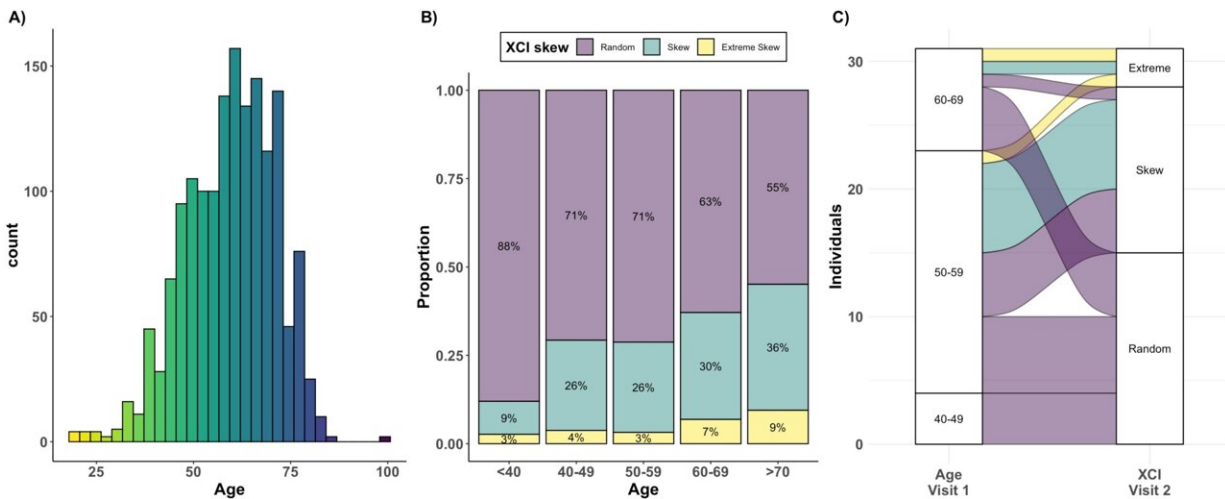 A)
count
150
100
50
0
25
50
75
100
Age
B)
XCI skew
Random
Skew
Extreme Skew
Proportion
1.00
0.75
0.50
0.25
0.00
88%
9%
3%
71%
26%
4%
71%
26%
3%
63%
30%
7%
55%
36%
9%
<40
40-49
50-59
60-69
>70
Age
C)
Individuals
30
20
10
0
60-69
50-59
40-49
Extreme
Skew
Random
Age
Visit 1
XCI
Visit 2